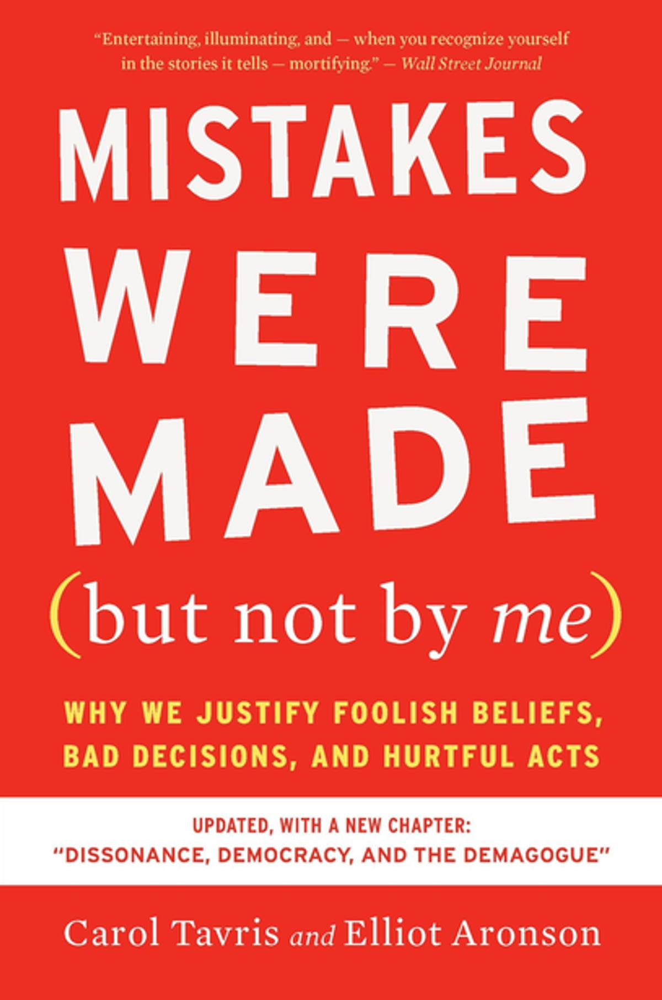 “Entertaining, illuminating, and — when you recognize yourself
in the stories it tells — mortifying.” — Wall Street Journal
MISTAKES
WERE
MADE
(but not by me)
WHY WE JUSTIFY FOOLISH BELIEFS,
BAD DECISIONS, AND HURTFUL ACTS
UPDATED, WITH A NEW CHAPTER:
“DISSONANCE, DEMOCRACY, AND THE DEMAGOGUE”
Carol Tavris and Elliot Aronson